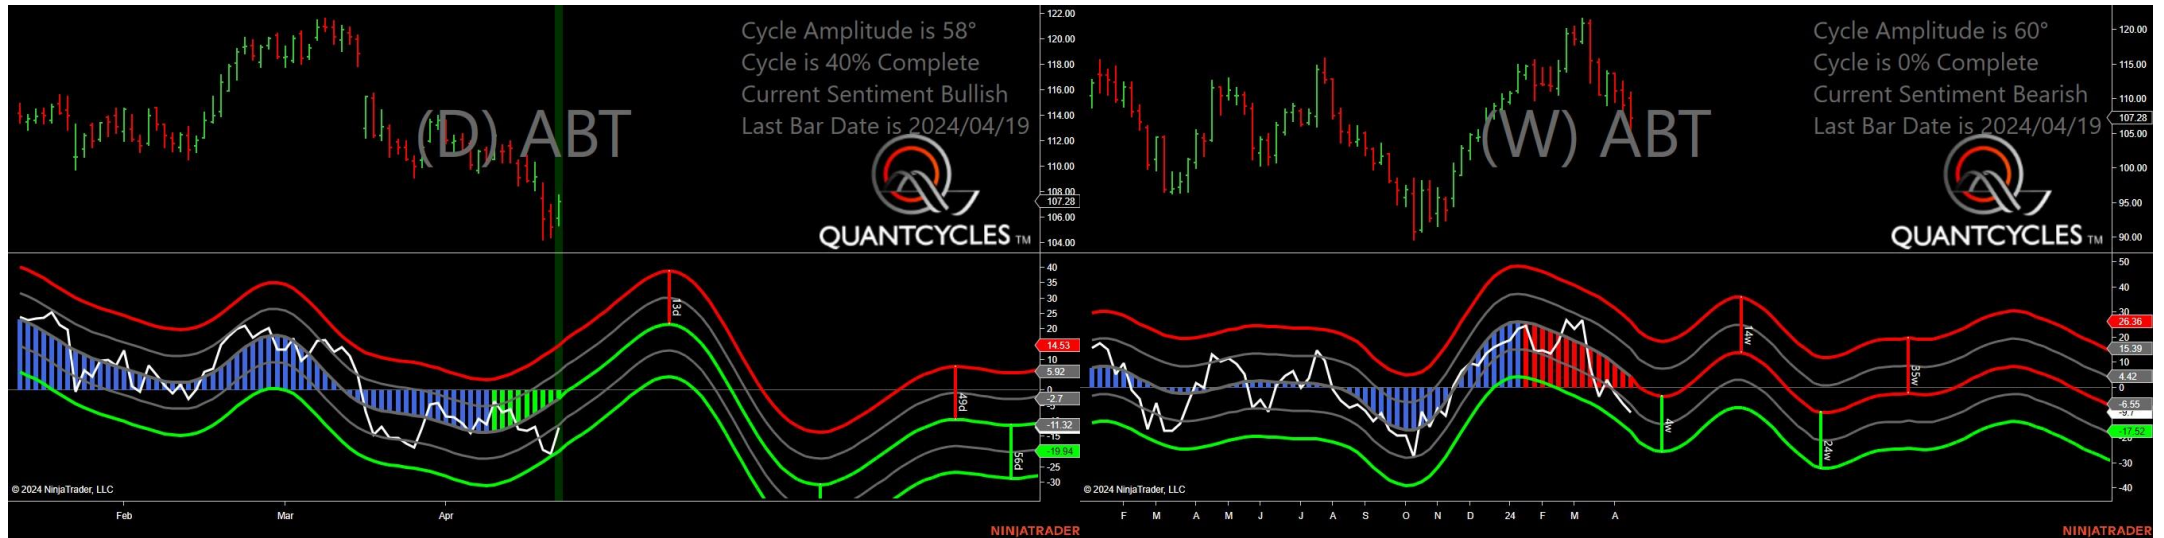 Cycle Amplitude is 58°
Cycle is 40% Complete
Current Sentiment Bullish
Last Bar Date is 2024/04/19
(D) ABT
QUANTCYCLES TM
122.00
120.00
118.00
116.00
114.00
112.00
110.00
108.00
107.28
106.00
104.00
40
35
30
25
20
14.53
10
5.92
0
-2.7
-5
-11.32
-15
-19.94
-25
-30
13d
49d
56d
© 2024 NinjaTrader, LLC
Feb Mar Apr
NINJATRADER
Cycle Amplitude is 60°
Cycle is 0% Complete
Current Sentiment Bearish
Last Bar Date is 2024/04/19
(W) ABT
QUANTCYCLES TM
120.00
115.00
110.00
107.28
105.00
100.00
95.00
90.00
50
40
30
26.36
20
15.39
10
4.42
0
-6.55
-9.7
-17.52
-20
-30
-40
4w
14w
24w
35w
© 2024 NinjaTrader, LLC
F M A M J J A S O N D 24 F M A
NINJATRADER